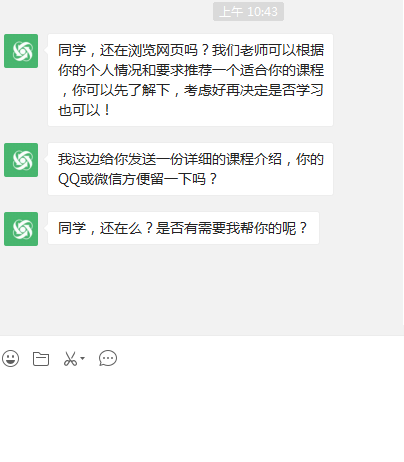 上午 10:43
同学，还在浏览网页吗？我们老师可以根据
你的个人情况和要求推荐一个适合你的课程
，你可以先了解下，考虑好再决定是否学习
也可以！
我这边给你发送一份详细的课程介绍，你的
QQ或微信方便留一下吗？
同学，还在么？是否有需要我帮你的呢？